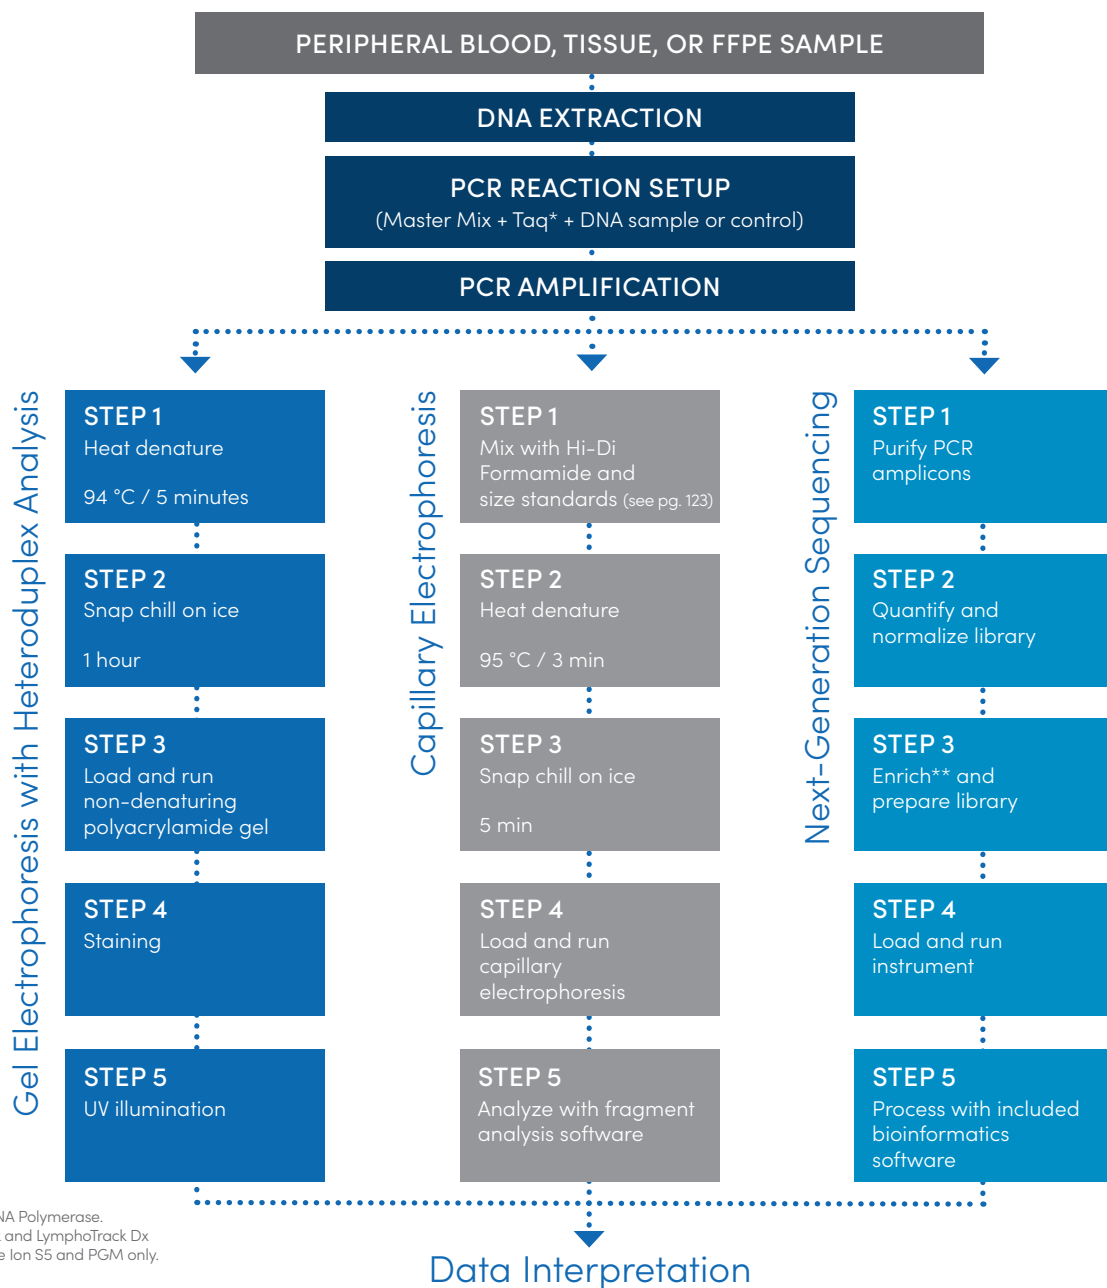 PERIPHERAL BLOOD, TISSUE, OR FFPE SAMPLE
DNA EXTRACTION
PCR REACTION SETUP
(Master Mix + Taq* + DNA sample or control)
PCR AMPLIFICATION
Gel Electrophoresis with Heteroduplex Analysis
STEP 1
Heat denature
94 °C / 5 minutes
STEP 2
Snap chill on ice
1 hour
STEP 3
Load and run
non-denaturing
polyacrylamide gel
STEP 4
Staining
STEP 5
UV illumination
Capillary Electrophoresis
STEP 1
Mix with Hi-Di
Formamide and
size standards (see pg. 123)
STEP 2
Heat denature
95 °C / 3 min
STEP 3
Snap chill on ice
5 min
STEP 4
Load and run
capillary
electrophoresis
STEP 5
Analyze with fragment
analysis software
Next-Generation Sequencing
STEP 1
Purify PCR
amplicons
STEP 2
Quantify and
normalize library
STEP 3
Enrich** and
prepare library
STEP 4
Load and run
instrument
STEP 5
Process with included
bioinformatics
software
Polymerase.
and LymphoTrack Dx
Ion S5 and PGM only.
Data Interpretation